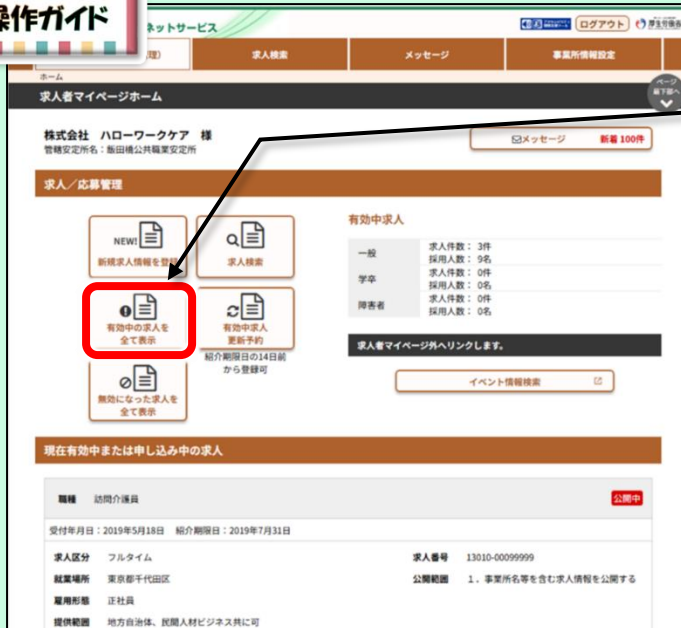 操作ガイド
ネットサービス
ログアウト
理)
求人検索
メッセージ
事業所情報設定
ホーム
ページ
最下部へ
求人者マイページホーム
株式会社 ハローワークケア 様
管轄安定所名：飯田橋公共職業安定所
メッセージ 新着 100件
求人／応募管理
NEW!
新規求人情報を登録
求人検索
有効中の求人を
全て表示
有効中求人
更新予約
紹介期限日の14日前
から登録可
無効になった求人を
全て表示
有効中求人
一般 求人件数： 3件
採用人数： 9名
学卒 求人件数： 0件
採用人数： 0名
障害者 求人件数： 0件
採用人数： 0名
求人者マイページ外へリンクします。
イベント情報検索
現在有効中または申し込み中の求人
職種 訪問介護員
公開中
受付年月日：2019年5月18日 紹介期限日：2019年7月31日
求人区分 フルタイム
求人番号 13010-00099999
就業場所 東京都千代田区
公開範囲 1．事業所名等を含む求人情報を公開する
雇用形態 正社員
提供範囲 地方自治体、民間人材ビジネス共に可